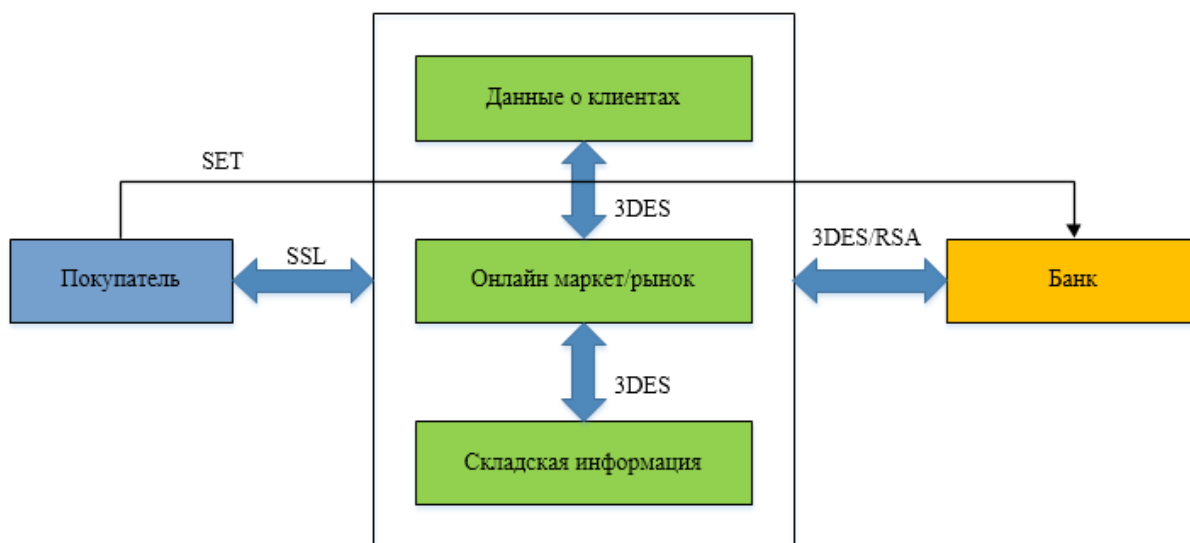 Данные о клиентах
SET
3DES
3DES/RSA
Покупатель
SSL
Онлайн маркет/рынок
Банк
3DES
Складская информация